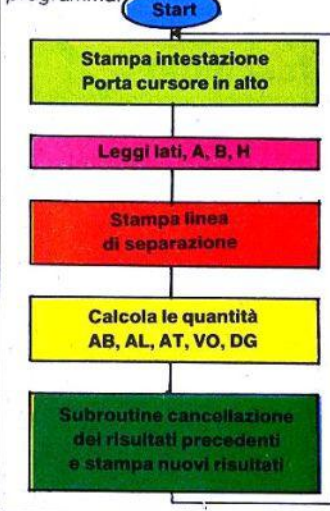 programma.
Start
Stampa intestazione
Porta cursore in alto
Leggi lati, A, B, H
Stampa linea
di separazione
Calcola le quantità
AB, AL, AT, VO, DG
Subroutine cancellazione
dei risultati precedenti
e stampa nuovi risultati